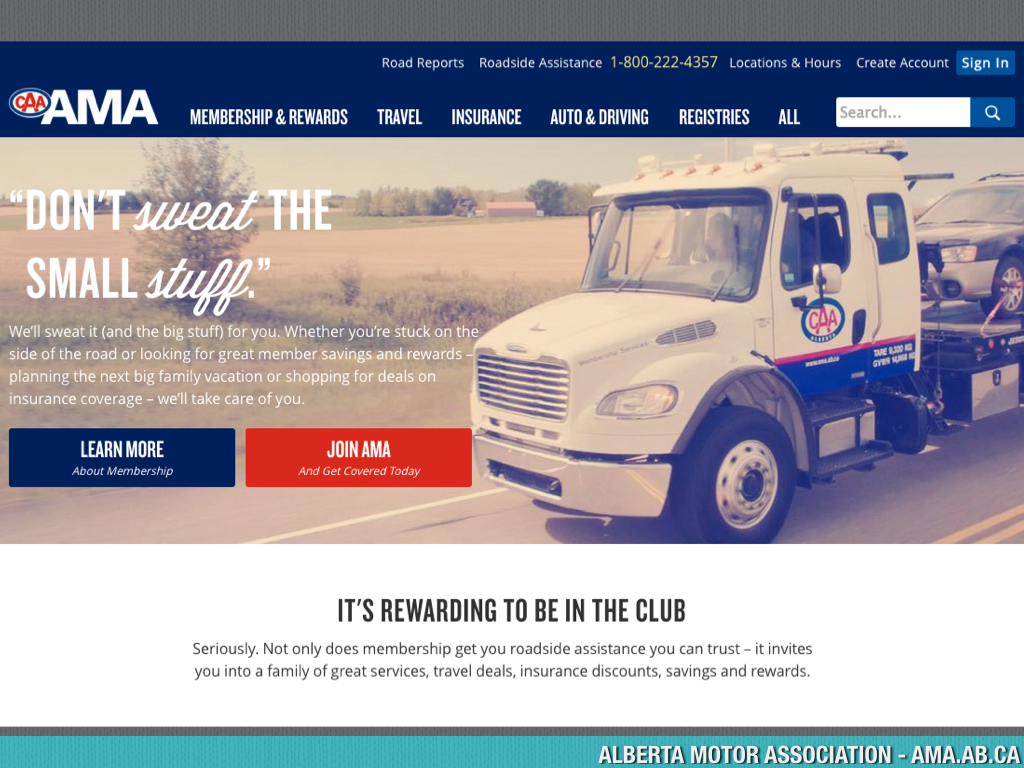 Road Reports Roadside Assistance 1-800-222-4357 Locations & Hours Create Account Sign In
CAA AMA
MEMBERSHIP & REWARDS TRAVEL INSURANCE AUTO & DRIVING REGISTRIES ALL Search...
“DON'T sweat THE
SMALL stuff.”
We'll sweat it (and the big stuff) for you. Whether you're stuck on the
side of the road or looking for great member savings and rewards –
planning the next big family vacation or shopping for deals on
insurance coverage – we'll take care of you.
LEARN MORE
About Membership
JOIN AMA
And Get Covered Today
Membership Services
CAA
ALBERTA
www.ama.ab.ca
IT'S REWARDING TO BE IN THE CLUB
Seriously. Not only does membership get you roadside assistance you can trust – it invites
you into a family of great services, travel deals, insurance discounts, savings and rewards.
ALBERTA MOTOR ASSOCIATION - AMA.AB.CA